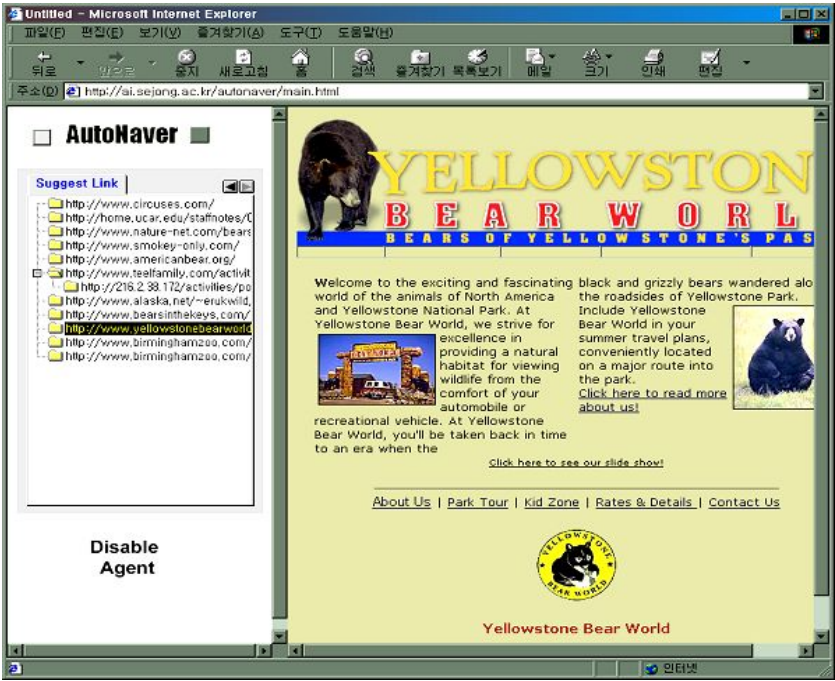 Untitled - Microsoft Internet Explorer
파일(F) 편집(E) 보기(V) 즐겨찾기(A) 도구(T) 도움말(H)
뒤로 앞으로 중지 새로고침 홈 검색 즐겨찾기 목록보기 메일 크기 인쇄 편집
주소(D) http://ai.sejong.ac.kr/autonaver/main.html
AutoNaver
Suggest Link
http://www.circuses.com/
http://home.ucar.edu/staffnotes/
http://www.nature-net.com/bears
http://www.smokey-only.com/
http://www.americanbear.org/
http://www.teelfamily.com/activit
http://216.2.38.172/activities/po
http://www.alaska.net/~erukwild,
http://www.bearsinthekeys.com/
http://www.yellowstonebearworld
http://www.birminghamzoo.com/
http://www.birminghamzoo.com/
Disable
Agent
YELLOWSTON
BEAR WORL
BEARS OF YELLOWSTONE'S PAS
Welcome to the exciting and fascinating
world of the animals of North America
and Yellowstone National Park. At
Yellowstone Bear World, we strive for
excellence in
providing a natural
habitat for viewing
wildlife from the
comfort of your
automobile or
recreational vehicle. At Yellowstone
Bear World, you'll be taken back in time
to an era when the
black and grizzly bears wandered alo
the roadsides of Yellowstone Park.
Include Yellowstone
Bear World in your
summer travel plans,
conveniently located
on a major route into
the park.
Click here to read more
about us!
Click here to see our slide show!
About Us | Park Tour | Kid Zone | Rates & Details | Contact Us
YELLOWSTONE
BEAR WORLD
Yellowstone Bear World
인터넷